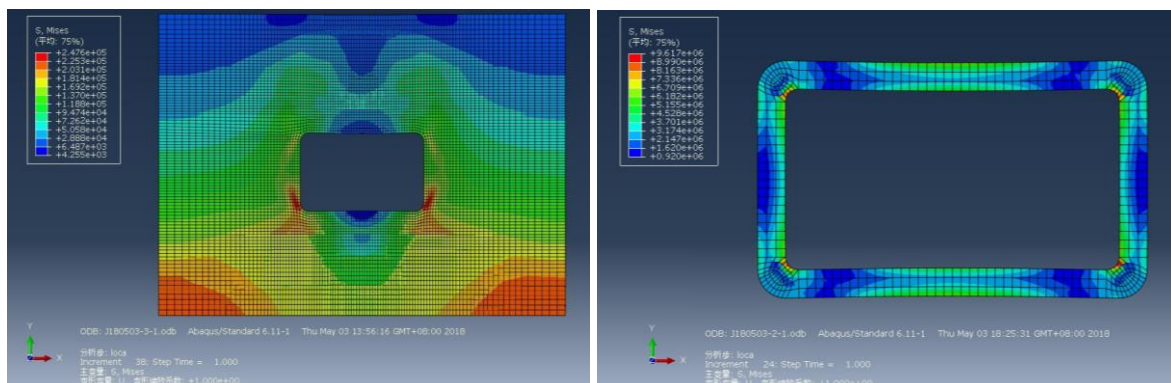 S, Mises
(平均: 75%)
+2.476e+05
+2.253e+05
+2.031e+05
+1.814e+05
+1.692e+05
+1.370e+05
+1.188e+05
+9.474e+04
+7.262e+04
+5.058e+04
+2.888e+04
+6.487e+03
+4.255e+03
Y
X
ODB: J180503-3-1.odb Abaqus/Standard 6.11-1 Thu May 03 13:56:16 GMT+08:00 2018
分析步: loca
Increment 38: Step Time = 1.000
主变量: S, Mises
S, Mises
(平均: 75%)
+9.617e+06
+8.990e+06
+8.163e+06
+7.336e+06
+6.709e+06
+6.182e+06
+5.155e+06
+4.528e+06
+3.701e+06
+3.174e+06
+2.147e+06
+1.620e+06
+0.920e+06
Y
X
ODB: J180503-2-1.odb Abaqus/Standard 6.11-1 Thu May 03 18:25:31 GMT+08:00 2018
分析步: loca
Increment 24: Step Time = 1.000
主变量: S, Mises